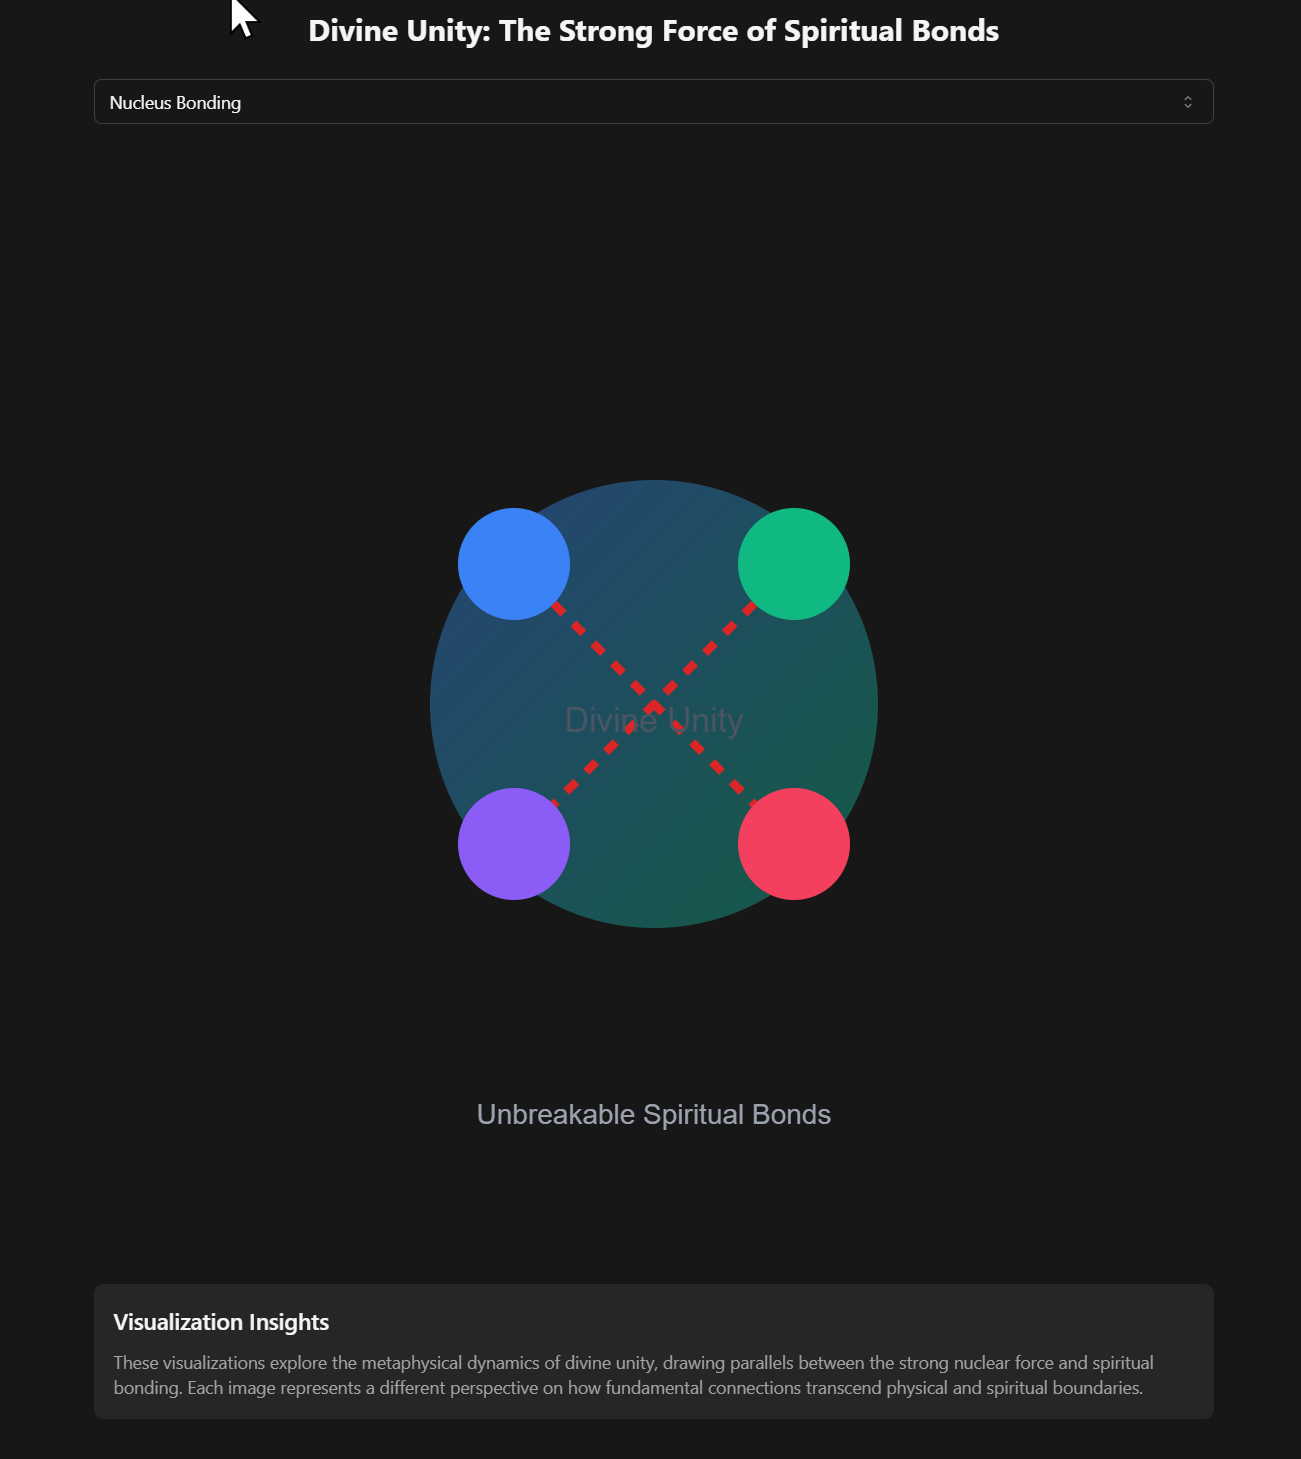 Divine Unity: The Strong Force of Spiritual Bonds
Nucleus Bonding
Divine Unity
Unbreakable Spiritual Bonds
Visualization Insights
These visualizations explore the metaphysical dynamics of divine unity, drawing parallels between the strong nuclear force and spiritual
bonding. Each image represents a different perspective on how fundamental connections transcend physical and spiritual boundaries.